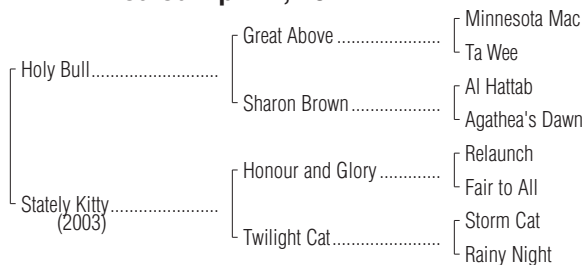 Minnesota Mac
Great Above
Ta Wee
Holy Bull
Al Hattab
Sharon Brown
Agathea's Dawn
Relaunch
Honour and Glory
Fair to All
Stately Kitty
(2003)
Storm Cat
Twilight Cat
Rainy Night